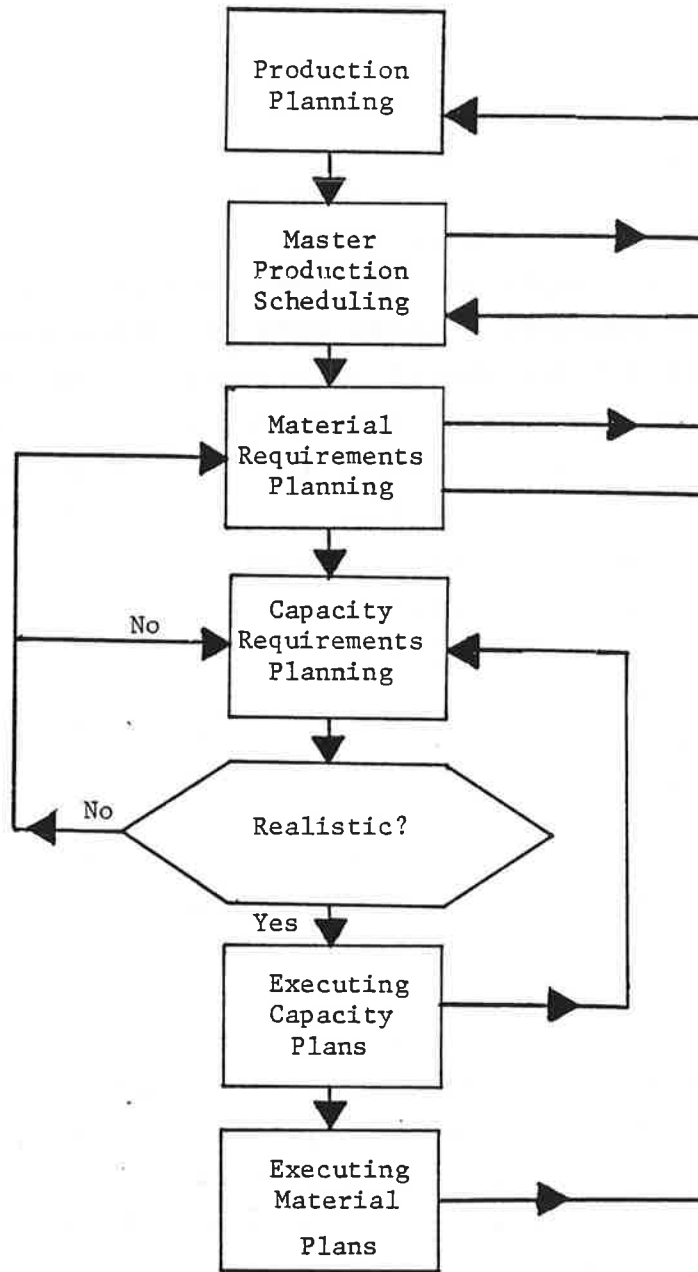 Production
Planning
Master
Production
Scheduling
Material
Requirements
Planning
No
Capacity
Requirements
Planning
No
Realistic?
Yes
Executing
Capacity
Plans
Executing
Material
Plans